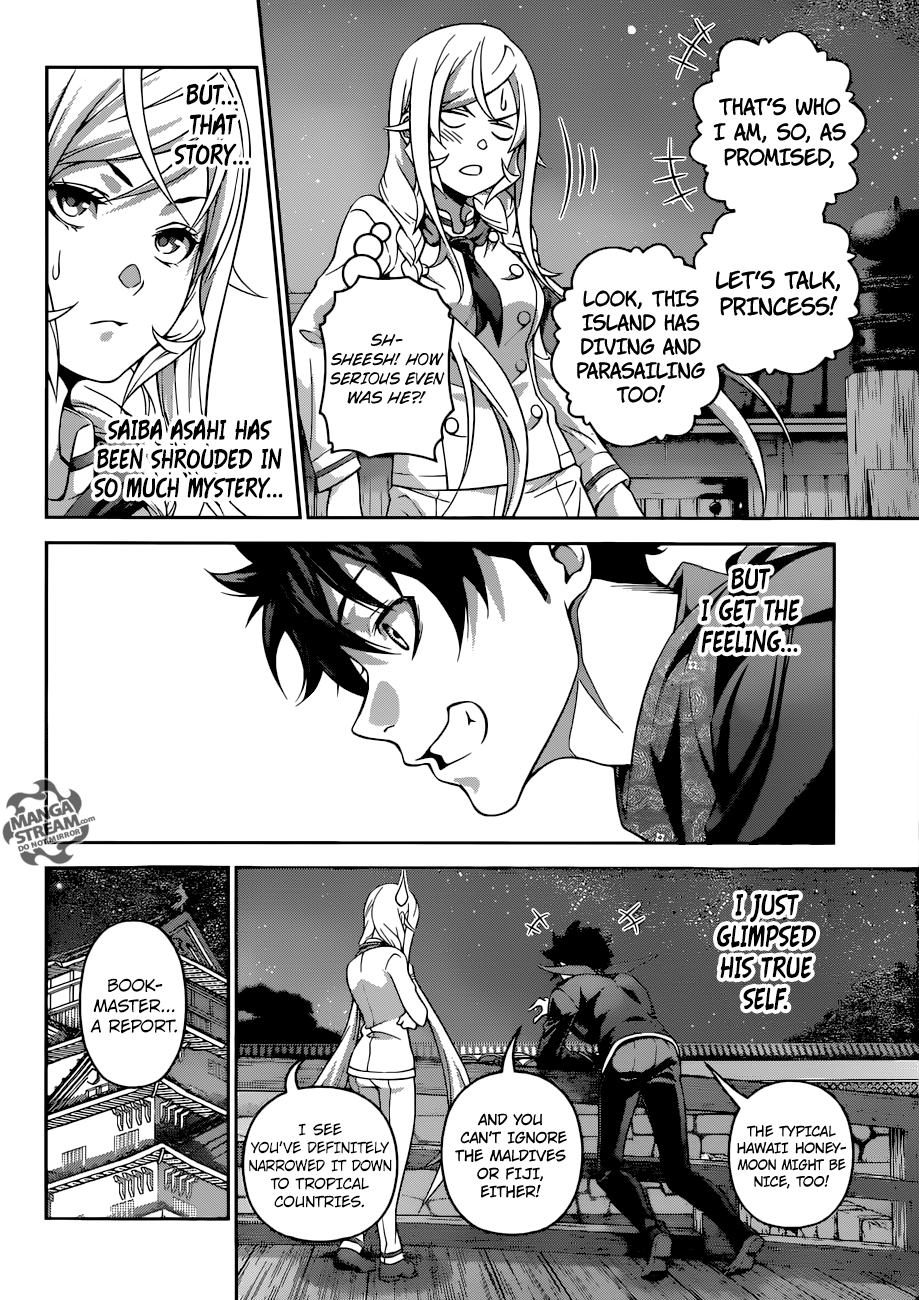 THAT'S WHO
I AM, SO, AS
PROMISED,
LET'S TALK,
PRINCESS!
LOOK, THIS
ISLAND HAS
DIVING AND
PARASAILING
TOO!
SH-
SHEESH! HOW
SERIOUS EVEN
WAS HE?!
BUT...
THAT
STORY...
SAIBA ASAHI HAS
BEEN SHROUDED IN
SO MUCH MYSTERY...
BUT
I GET THE
FEELING...
MANGA
STREAM.com
DO NOT MIRROR
I JUST
GLIMPSED
HIS TRUE
SELF.
THE TYPICAL
HAWAII HONEY-
MOON MIGHT BE
NICE, TOO!
AND YOU
CAN'T IGNORE
THE MALDIVES
OR FIJI,
EITHER!
I SEE
YOU'VE DEFINITELY
NARROWED IT DOWN
TO TROPICAL
COUNTRIES.
BOOK-
MASTER...
A REPORT.